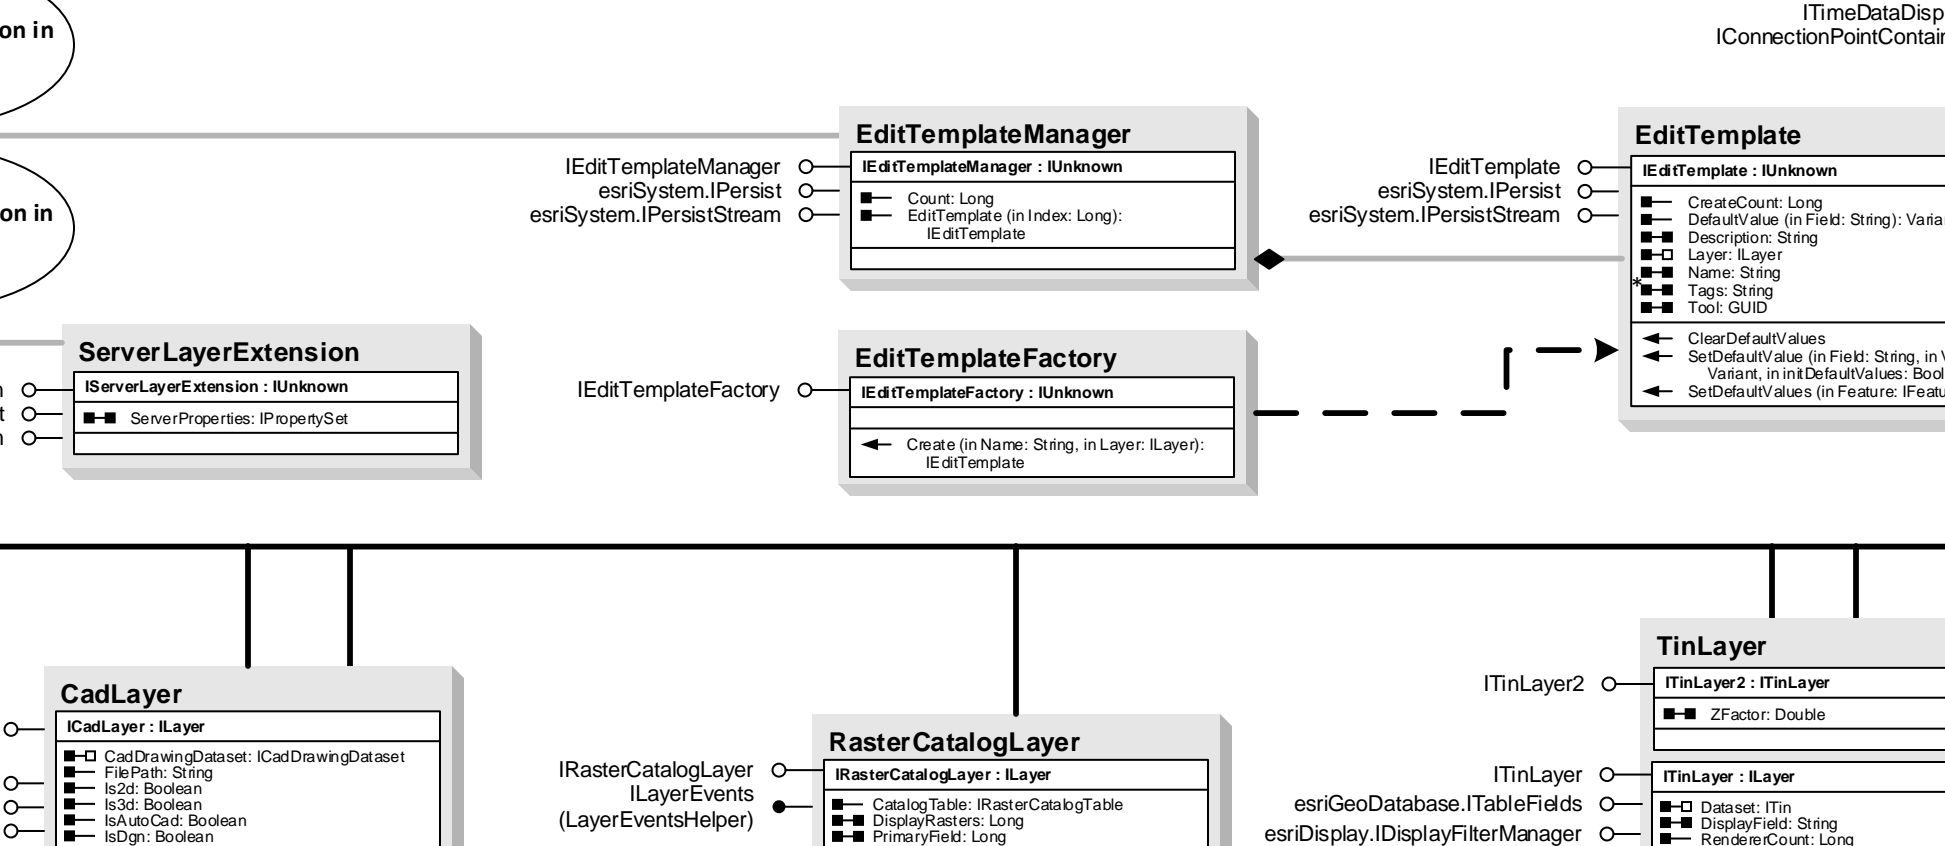 on in
on in
ITimeDataDisp
IConnectionPointContain
EditTemplateManager
IEditTemplateManager
esriSystem.IPersist
esriSystem.IPersistStream
IEditTemplateManager : IUnknown
Count: Long
EditTemplate (in Index: Long):
IEditTemplate
EditTemplate
IEditTemplate
esriSystem.IPersist
esriSystem.IPersistStream
IEditTemplate : IUnknown
CreateCount: Long
DefaultValue (in Field: String): Varian
Description: String
Layer: ILayer
Name: String
*
Tags: String
Tool: GUID
ClearDefaultValues
SetDefaultValue (in Field: String, in V
Variant, in initDefaultValues: Bool
SetDefaultValues (in Feature: IFeatu
ServerLayerExtension
n
t
n
IServerLayerExtension : IUnknown
ServerProperties: IPropertySet
EditTemplateFactory
IEditTemplateFactory
IEditTemplateFactory : IUnknown
Create (in Name: String, in Layer: ILayer):
IEditTemplate
CadLayer
ICadLayer : ILayer
CadDrawingDataset: ICadDrawingDataset
FilePath: String
Is2d: Boolean
Is3d: Boolean
IsAutoCad: Boolean
IsDgn: Boolean
RasterCatalogLayer
IRasterCatalogLayer
ILayerEvents
(LayerEventsHelper)
IRasterCatalogLayer : ILayer
CatalogTable: IRasterCatalogTable
DisplayRasters: Long
PrimaryField: Long
TinLayer
ITinLayer2
ITinLayer2 : ITinLayer
ZFactor: Double
ITinLayer
esriGeoDatabase.ITableFields
esriDisplay.IDisplayFilterManager
ITinLayer : ILayer
Dataset: ITin
DisplayField: String
RendererCount: Long